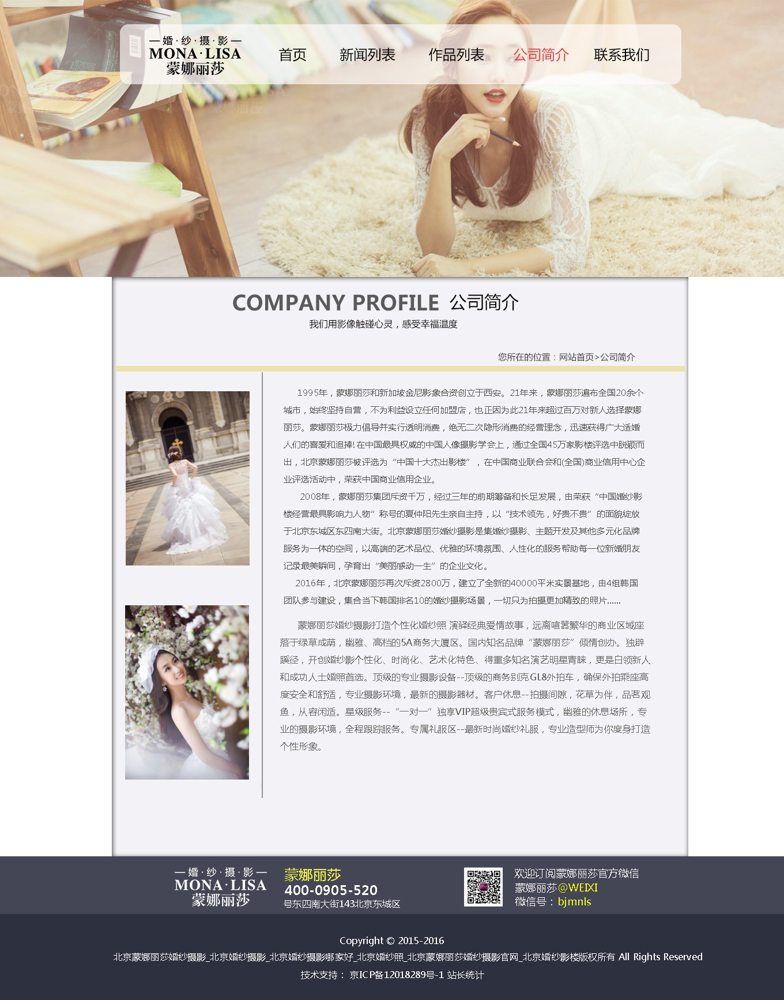 婚·纱·摄·影
MONA·LISA
蒙娜丽莎
首页 新闻列表 作品列表 公司简介 联系我们
COMPANY PROFILE 公司简介
我们用影像触碰心灵，感受幸福温度
您所在的位置：网站首页>公司简介
1995年，蒙娜丽莎和新加坡金尼影象合资创立于西安。21年来，蒙娜丽莎遍布全国20余个
城市，始终坚持自营，不为利益设立任何加盟店，也正因为此21年来超过百万对新人选择蒙娜
丽莎。蒙娜丽莎极力倡导并实行透明消费，绝无二次隐形消费的经营理念，迅速获得广大适婚
人们的喜爱和追捧!在中国最具权威的中国人像摄影学会上，通过全国45万家影楼评选中脱颖而
出，北京蒙娜丽莎被评选为“中国十大杰出影楼”，在中国商业联合会和(全国)商业信用中心企
业评选活动中，荣获中国商业信用企业。
2008年，蒙娜丽莎集团斥资千万，经过三年的前期筹备和长足发展，由荣获“中国婚纱影
楼经营最具影响力人物”称号的夏仲阳先生亲自主持，以“技术领先，好贵不贵”的面貌绽放
于北京东城区东四南大街。北京蒙娜丽莎婚纱摄影是集婚纱摄影、主题开发及其他多元化品牌
服务为一体的空间，以高端的艺术品位、优雅的环境氛围、人性化的服务帮助每一位新婚朋友
记录最美瞬间，孕育出“美丽感动一生”的企业文化。
2016年，北京蒙娜丽莎再次斥资2800万，建立了全新的40000平米实景基地，由4组韩国
团队参与建设，集合当下韩国排名10的婚纱摄影场景，一切只为拍摄更加精致的照片......
蒙娜丽莎婚纱摄影打造个性化婚纱照 演驿经典爱情故事，远离喧嚣繁华的商业区域座
落于绿草成荫，幽雅、高档的5A商务大厦区。国内知名品牌“蒙娜丽莎”倾情创办。独辟
蹊径，开创婚纱影个性化、时尚化、艺术化特色、得重多知名演艺明星青睐，更是白领新人
和成功人士婚照首选。顶级的专业摄影设备--顶级的商务别克GL8外拍车，确保外拍乘座高
度安全和舒适，专业摄影环境，最新的摄影器材。客户休息--拍摄间隙，花草为伴，品茗观
鱼，从容闲适。星级服务--“一对一”独享VIP超级贵宾式服务模式，幽雅的休息场所，专
业的摄影环境，全程跟踪服务。专属礼服区--最新时尚婚纱礼服，专业造型师为你度身打造
个性形象。
婚·纱·摄·影
MONA·LISA
蒙娜丽莎
蒙娜丽莎
400-0905-520
号东四南大街143北京东城区
欢迎订阅蒙娜丽莎官方微信
蒙娜丽莎@WEIXI
微信号：bjmnls
Copyright © 2015-2016
北京蒙娜丽莎婚纱摄影_北京婚纱摄影_北京婚纱摄影哪家好_北京婚纱照_北京蒙娜丽莎婚纱摄影官网_北京婚纱影楼版权所有 All Rights Reserved
技术支持： 京ICP备12018289号-1 站长统计